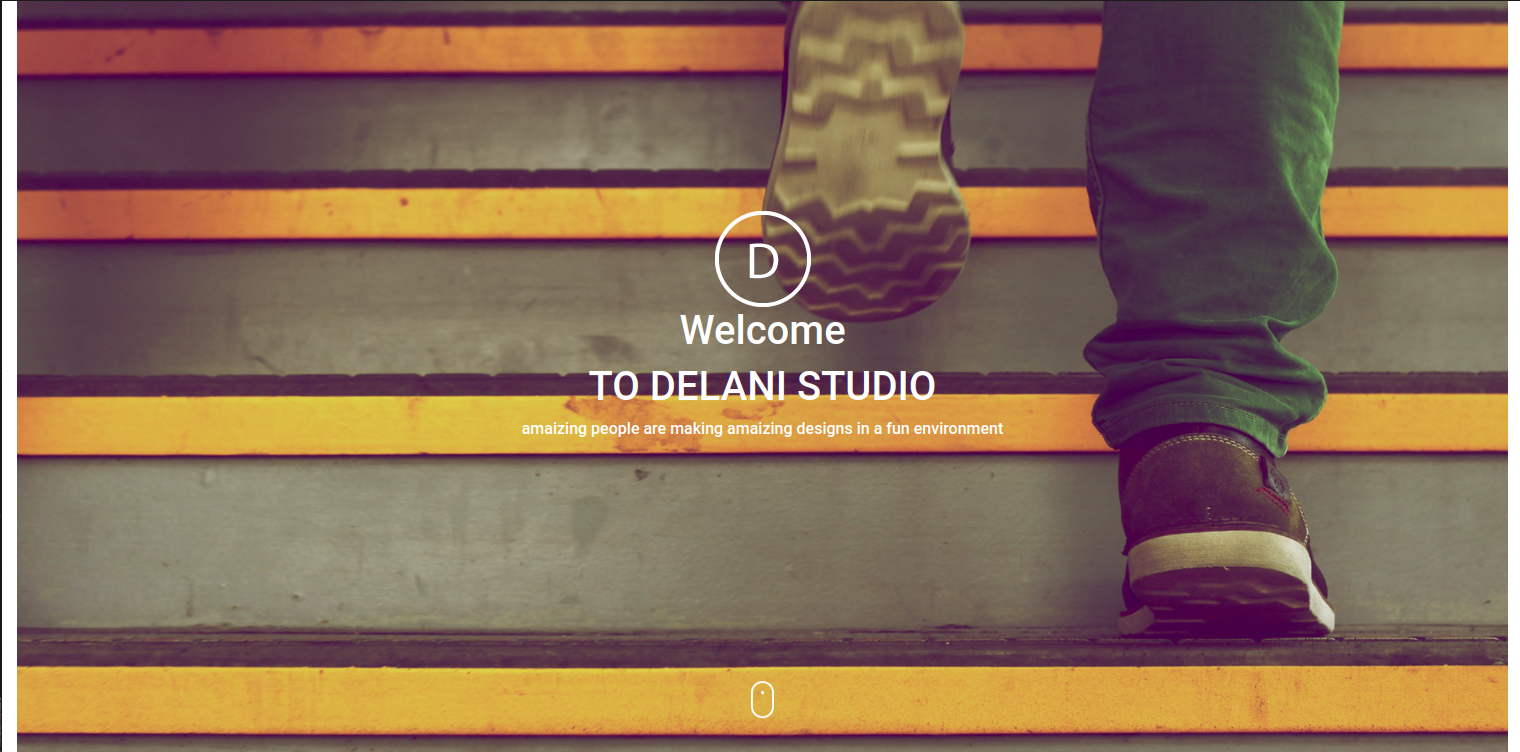 D
Welcome
TO DELANI STUDIO
amaizing people are making amaizing designs in a fun environment